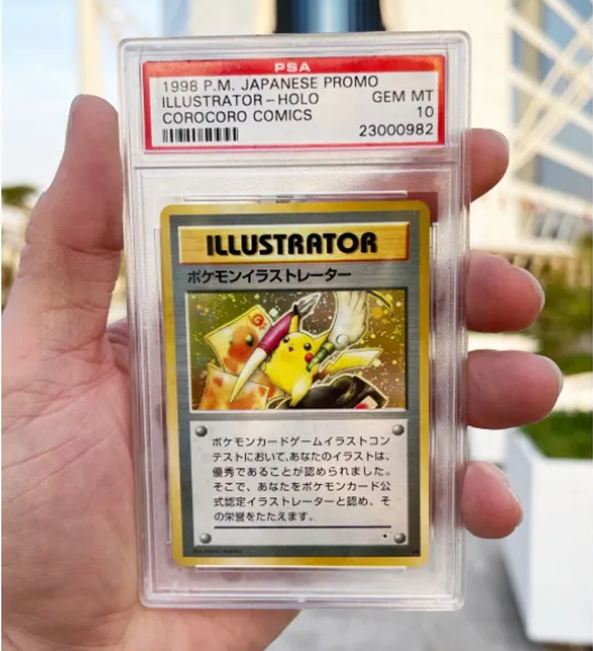 PSA
1998 P.M. JAPANESE PROMO
ILLUSTRATOR-HOLO GEM MT
COROCORO COMICS 10
23000982
ILLUSTRATOR
ポケモンイラストレーター
ポケモンカードゲームイラストコン
テストにおいて、あなたのイラストは、
優秀であることが認められました。
そこで、あなたをポケモンカード公
式認定イラストレーターと認め、そ
の栄誉をたたえます。